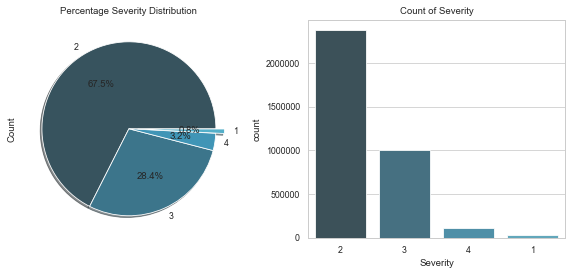 Percentage Severity Distribution
2
67.5%
0.8%
1
3.2%
4
28.4%
3
Count
Count of Severity
2000000
1500000
1000000
500000
0
count
2 3 4 1
Severity